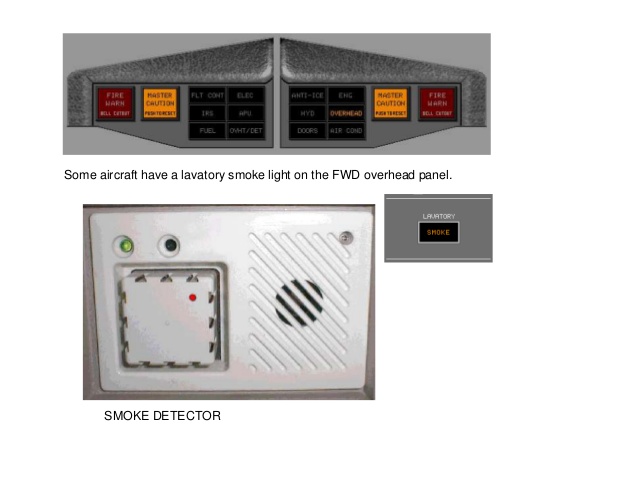 FIRE WARN BELL CUTOUT
MASTER CAUTION PUSH TO RESET
FLT CONT ELEC
IRS APU
FUEL OVHT/DET
ANTI-ICE ENG
HYD OVERHEAD
DOORS AIR COND
MASTER CAUTION PUSH TO RESET
FIRE WARN BELL CUTOUT
Some aircraft have a lavatory smoke light on the FWD overhead panel.
LAVATORY
SMOKE
SMOKE DETECTOR